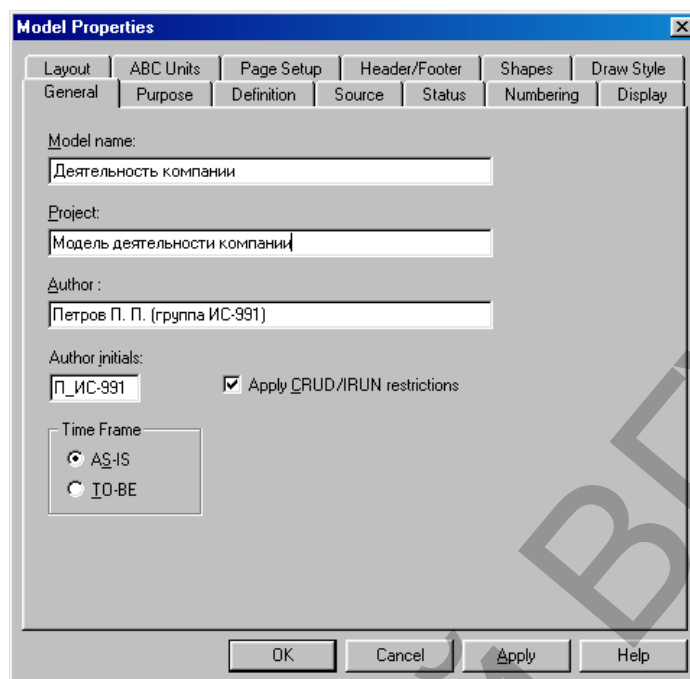 Model Properties
Layout ABC Units Page Setup Header/Footer Shapes Draw Style
General Purpose Definition Source Status Numbering Display
Model name:
Деятельность компании
Project:
Модель деятельности компании
Author :
Петров П. П. (группа ИС-991)
Author initials:
П_ИС-991 Apply CRUD/IRUN restrictions
Time Frame
AS-IS
TO-BE
OK Cancel Apply Help